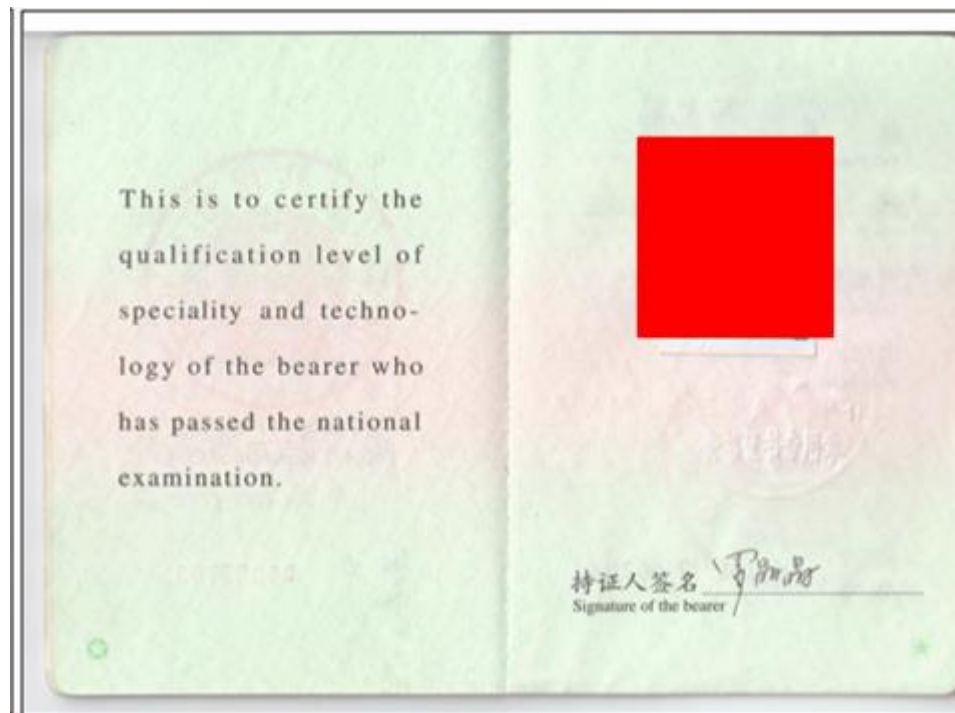 This is to certify the
qualification level of
speciality and techno-
logy of the bearer who
has passed the national
examination.
持证人签名
Signature of the bearer